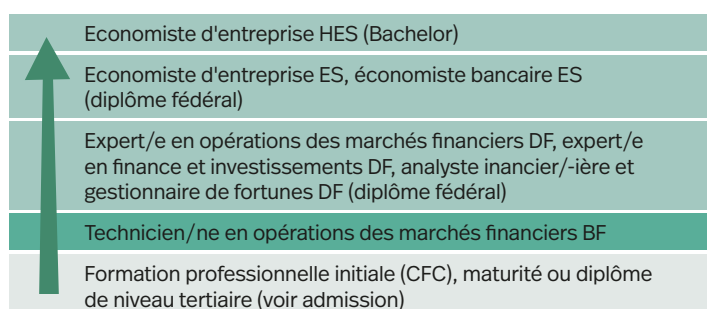 Economiste d'entreprise HES (Bachelor)
Economiste d'entreprise ES, économiste bancaire ES
(diplôme fédéral)
Expert/e en opérations des marchés financiers DF, expert/e
en finance et investissements DF, analyste inancier/-ière et
gestionnaire de fortunes DF (diplôme fédéral)
Technicien/ne en opérations des marchés financiers BF
Formation professionnelle initiale (CFC), maturité ou diplôme
de niveau tertiaire (voir admission)